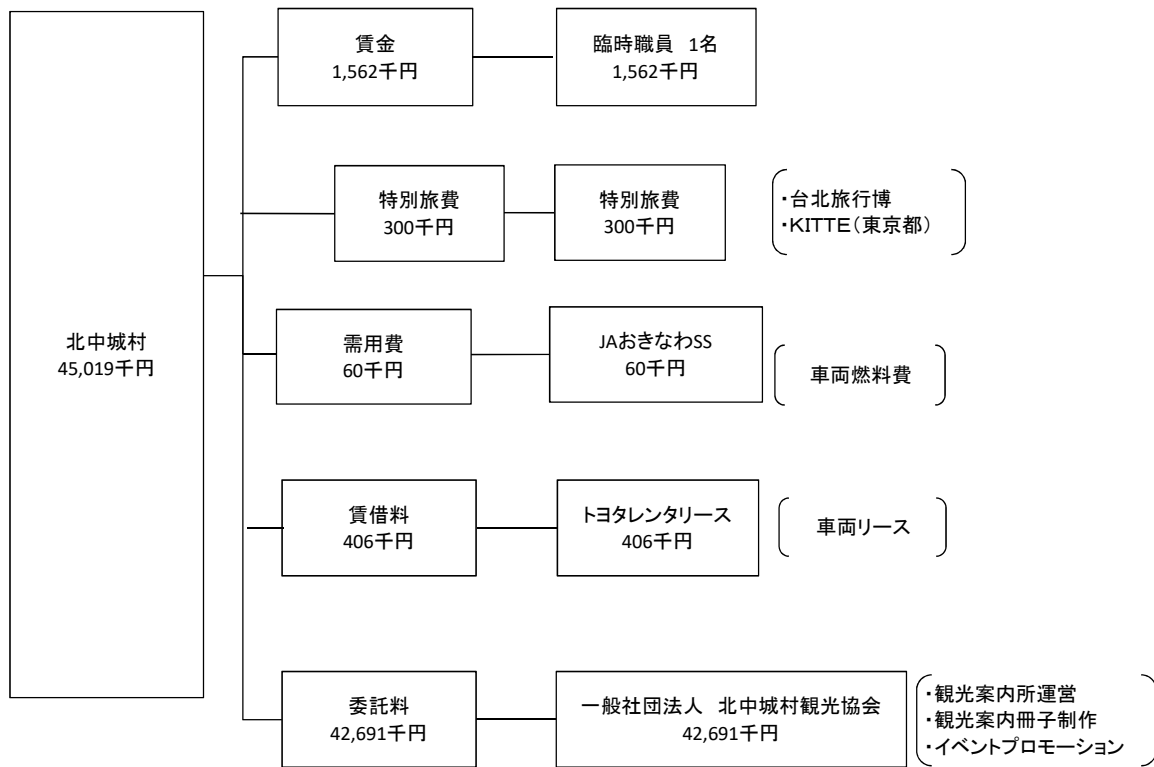 北中城村
45,019千円
賃金
1,562千円
臨時職員 1名
1,562千円
特別旅費
300千円
特別旅費
300千円
・台北旅行博
・KITTE(東京都)
需用費
60千円
JAおきなわSS
60千円
車両燃料費
賃借料
406千円
トヨタレンタリース
406千円
車両リース
委託料
42,691千円
一般社団法人 北中城村観光協会
42,691千円
・観光案内所運営
・観光案内冊子制作
・イベントプロモーション